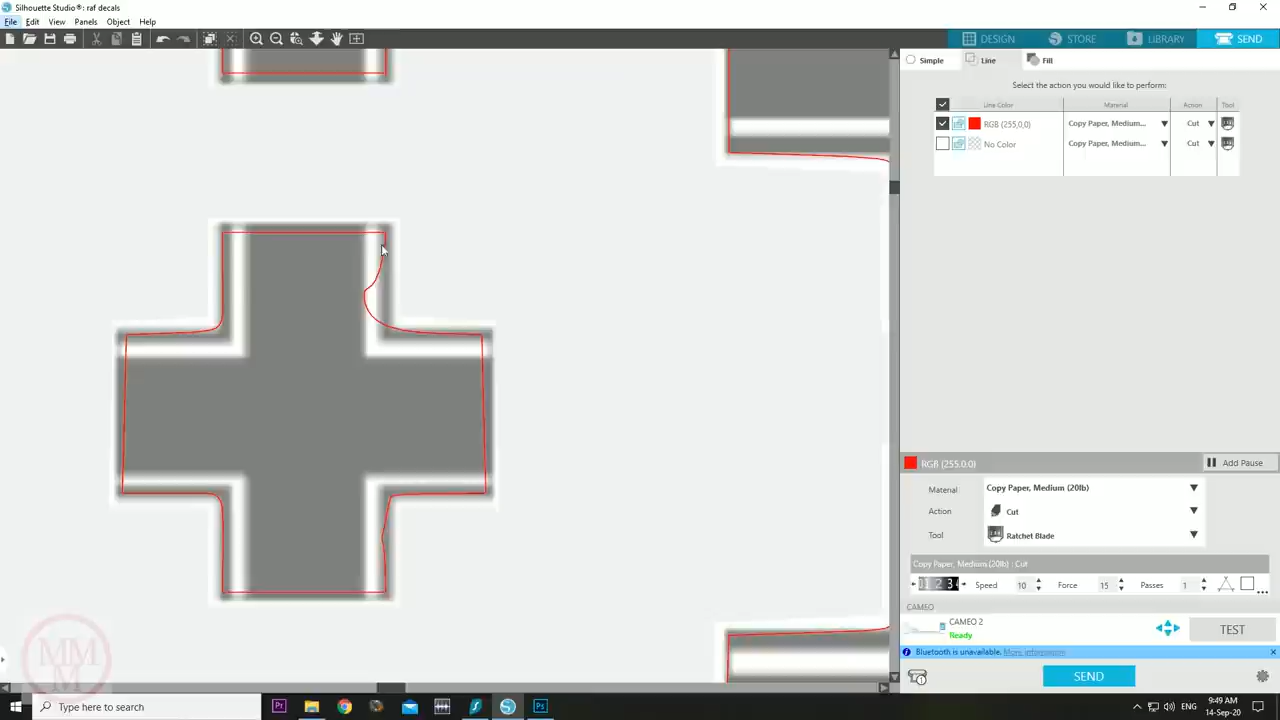 Silhouette Studio®: raf decals
File Edit View Panels Object Help
DESIGN STORE LIBRARY SEND
Simple Line Fill
Select the action you would like to perform:
Line Color Material Action Tool
RGB (255,0,0) Copy Paper, Medium... Cut
No Color Copy Paper, Medium... Cut
RGB (255,0,0) Add Pause
Material Copy Paper, Medium (20lb)
Action Cut
Tool Ratchet Blade
Copy Paper, Medium (20lb) : Cut
Speed 10 Force 15 Passes 1
CAMEO
CAMEO 2
Ready
TEST
Bluetooth is unavailable. More information
SEND
MM
M
Type here to search
Pr
Ps
ENG
9:49 AM
14-Sep-20